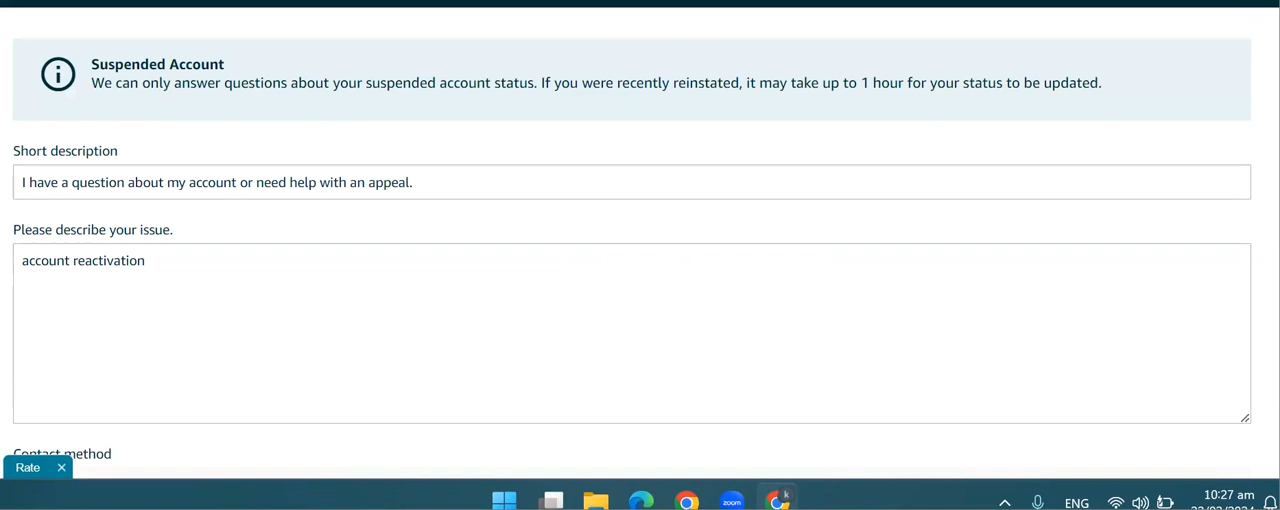 Suspended Account
We can only answer questions about your suspended account status. If you were recently reinstated, it may take up to 1 hour for your status to be updated.
Short description
I have a question about my account or need help with an appeal.
Please describe your issue.
account reactivation
Contact method
Rate
zoom
k
ENG
10:27 am